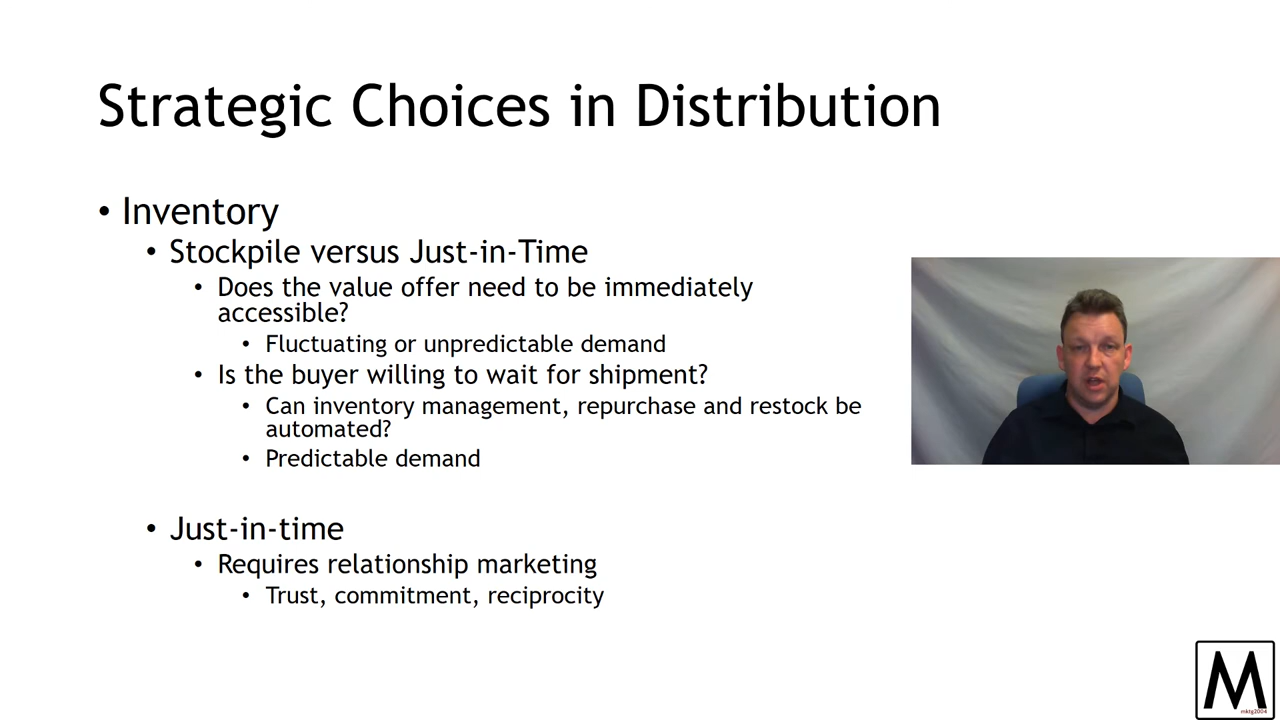 Strategic Choices in Distribution
• Inventory
• Stockpile versus Just-in-Time
• Does the value offer need to be immediately
accessible?
• Fluctuating or unpredictable demand
• Is the buyer willing to wait for shipment?
• Can inventory management, repurchase and restock be
automated?
• Predictable demand
• Just-in-time
• Requires relationship marketing
• Trust, commitment, reciprocity
M
mktg2004